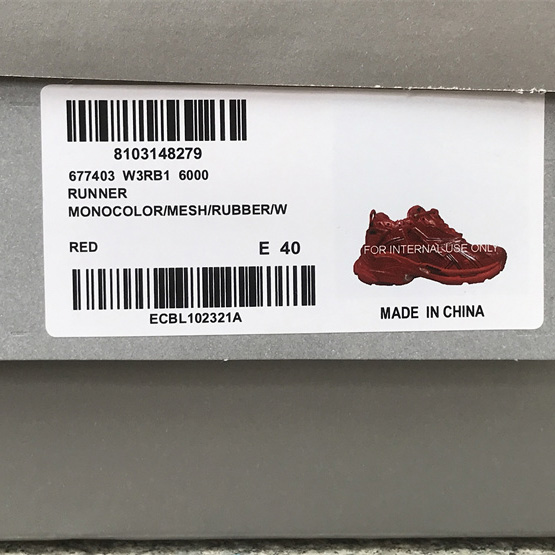 8103148279
677403 W3RB1 6000
RUNNER
MONOCOLOR/MESH/RUBBER/W
RED E 40
ECBL102321A
FOR INTERNAL USE ONLY
MADE IN CHINA